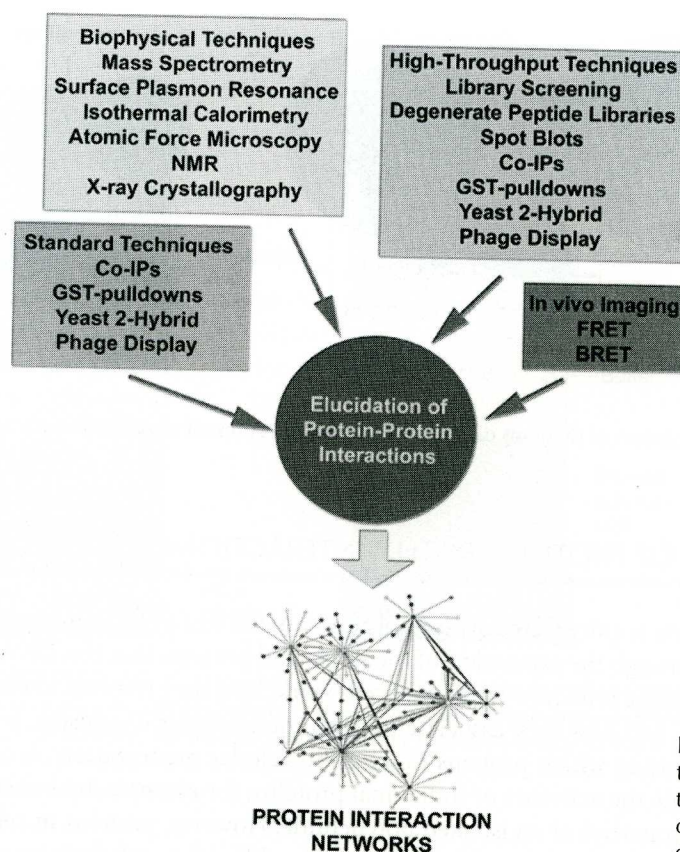 Biophysical Techniques
Mass Spectrometry
Surface Plasmon Resonance
Isothermal Calorimetry
Atomic Force Microscopy
NMR
X-ray Crystallography
High-Throughput Techniques
Library Screening
Degenerate Peptide Libraries
Spot Blots
Co-IPs
GST-pulldowns
Yeast 2-Hybrid
Phage Display
Standard Techniques
Co-IPs
GST-pulldowns
Yeast 2-Hybrid
Phage Display
In vivo Imaging
FRET
BRET
Elucidation of
Protein-Protein
Interactions
PROTEIN INTERACTION
NETWORKS